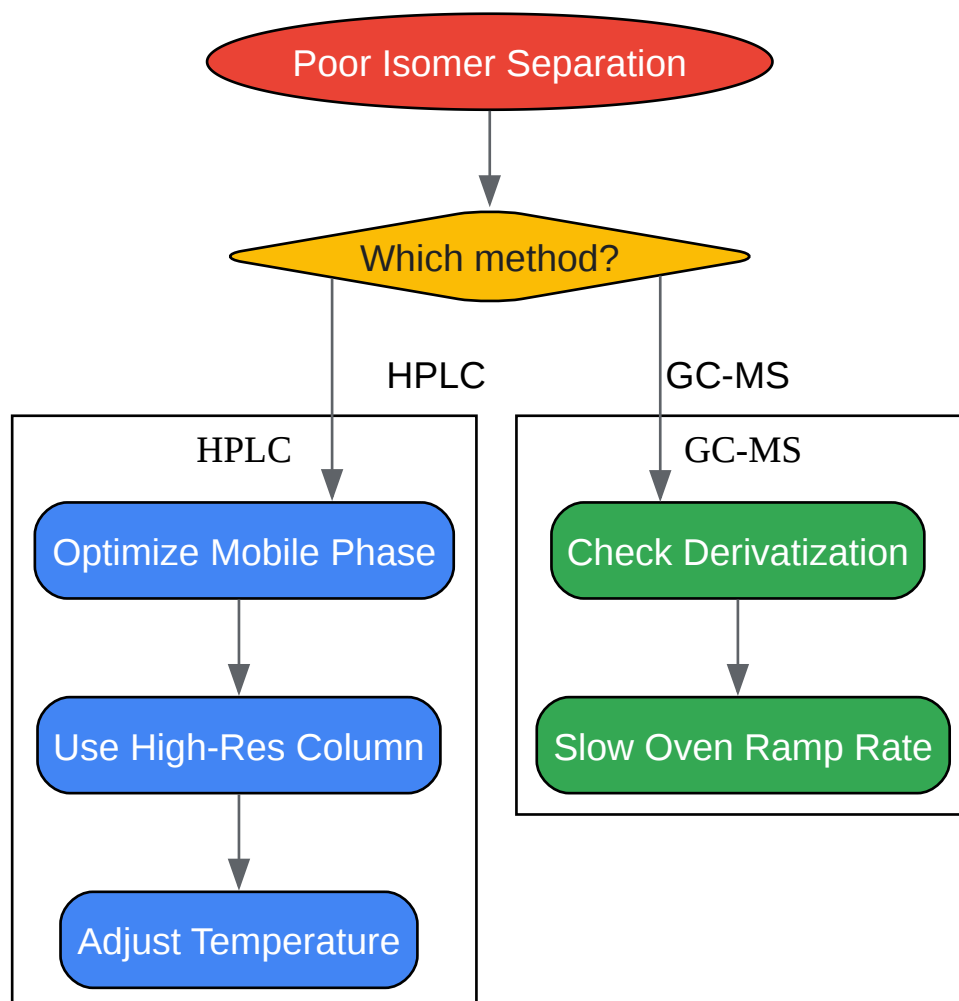 Poor Isomer Separation
Which method?
HPLC
GC-MS
HPLC
GC-MS
Optimize Mobile Phase
Check Derivatization
Use High-Res Column
Slow Oven Ramp Rate
Adjust Temperature